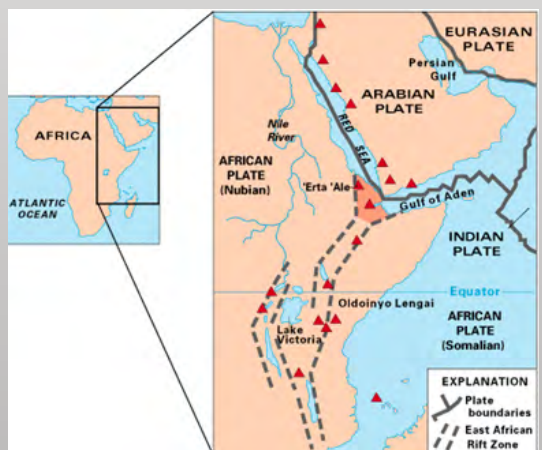 AFRICA
ATLANTIC
OCEAN
EURASIAN
PLATE
Persian
Gulf
ARABIAN
PLATE
Nile
River
RED SEA
AFRICAN
PLATE
(Nubian)
'Erta 'Ale
Gulf of Aden
INDIAN
PLATE
Equator
Oldoinyo Lengai
Lake
Victoria
AFRICAN
PLATE
(Somalian)
EXPLANATION
Plate
boundaries
East African
Rift Zone